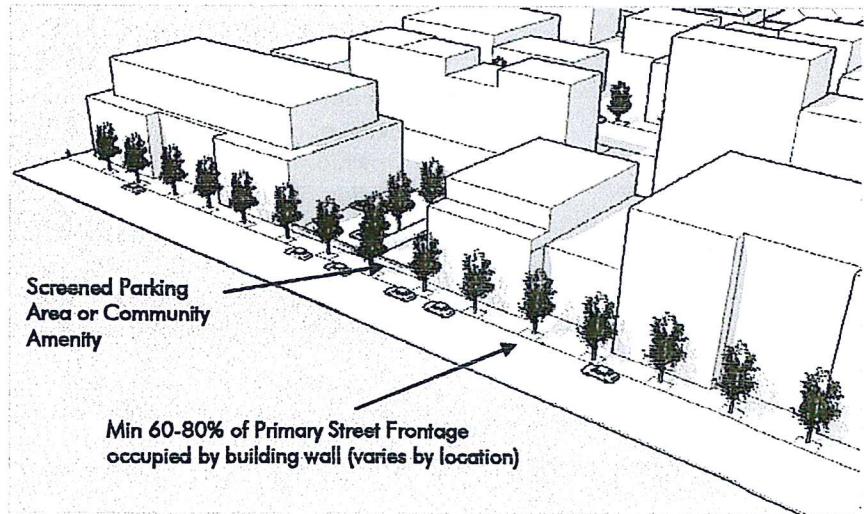 Screened Parking
Area or Community
Amenity
Min 60-80% of Primary Street Frontage
occupied by building wall (varies by location)